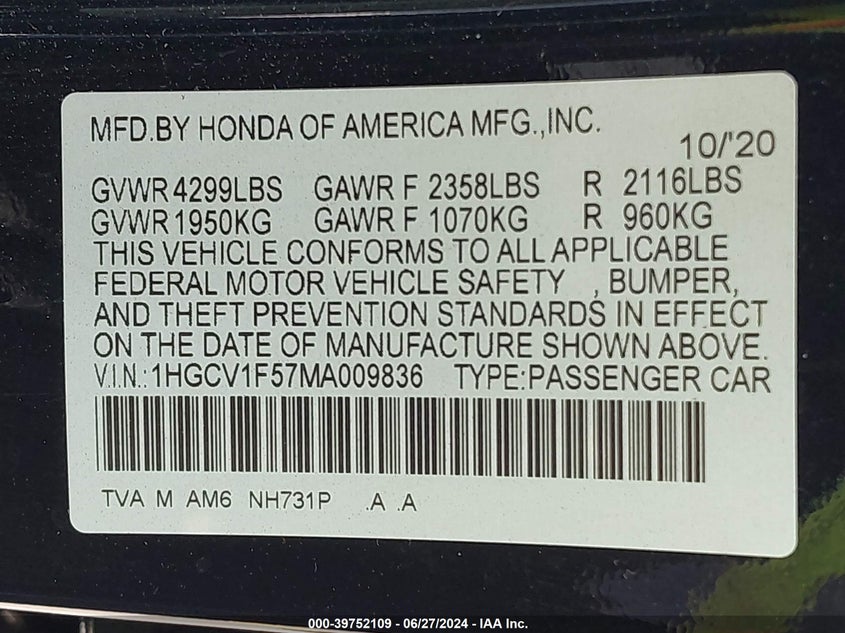 MFD.BY HONDA OF AMERICA MFG.,INC.
10/'20
GVWR 4299LBS GAWR F 2358LBS R 2116LBS
GVWR 1950KG GAWR F 1070KG R 960KG
THIS VEHICLE CONFORMS TO ALL APPLICABLE
FEDERAL MOTOR VEHICLE SAFETY , BUMPER,
AND THEFT PREVENTION STANDARDS IN EFFECT
ON THE DATE OF MANUFACTURE SHOWN ABOVE.
V.I.N.:1HGCV1F57MA009836 TYPE:PASSENGER CAR
TVA M AM6 NH731P .A .A
000-39752109 - 06/27/2024 - IAA Inc.